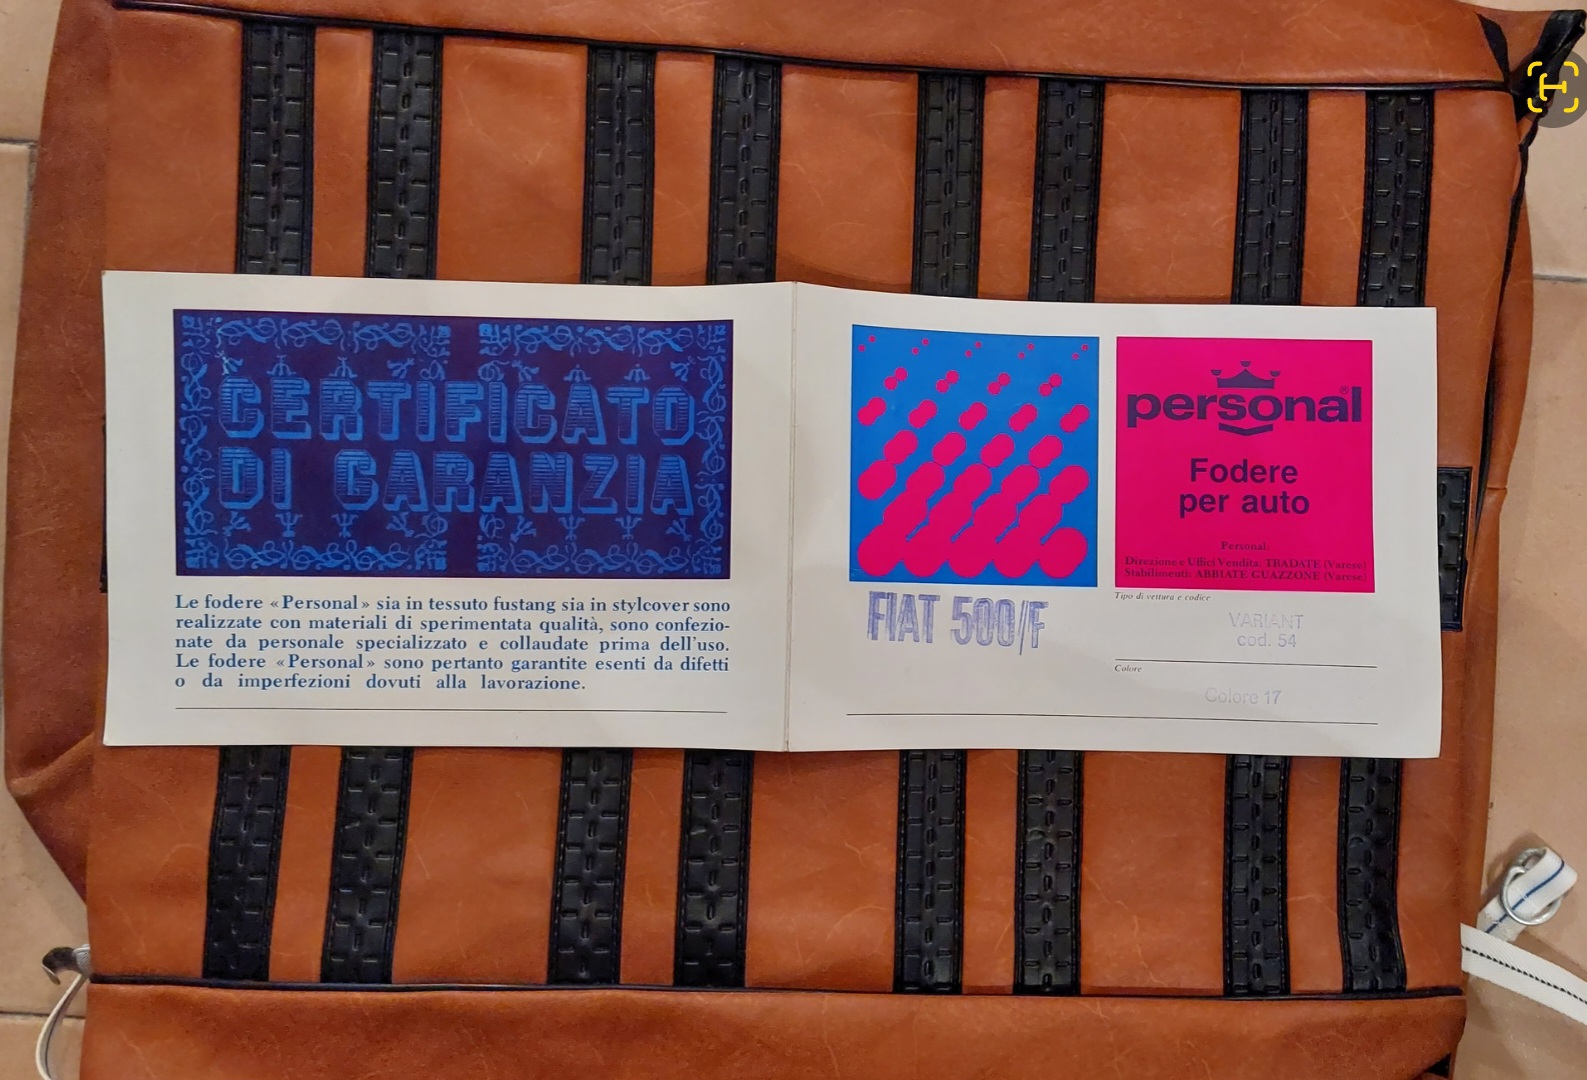 CERTIFICATO
DI GARANZIA
Le fodere «Personal» sia in tessuto fustang sia in stylcover sono
realizzate con materiali di sperimentata qualità, sono confezio-
nate da personale specializzato e collaudate prima dell'uso.
Le fodere «Personal» sono pertanto garantite esenti da difetti
o da imperfezioni dovuti alla lavorazione.
personal®
Fodere
per auto
Personal:
Direzione e Uffici Vendita: TRADATE (Varese)
Stabilimenti: ABBIATE GUAZZONE (Varese)
FIAT 500/F
Tipo di vettura e codice
VARIANT
cod. 54
Colore
Colore 17